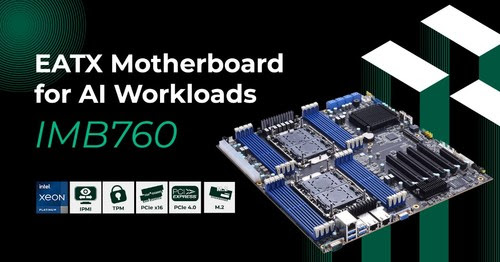 EATX Motherboard
for AI Workloads
IMB760
intel
XEON
PLATINUM
IPMI
TPM
PCIe x16
PCI
EXPRESS
PCIe 4.0
M.2